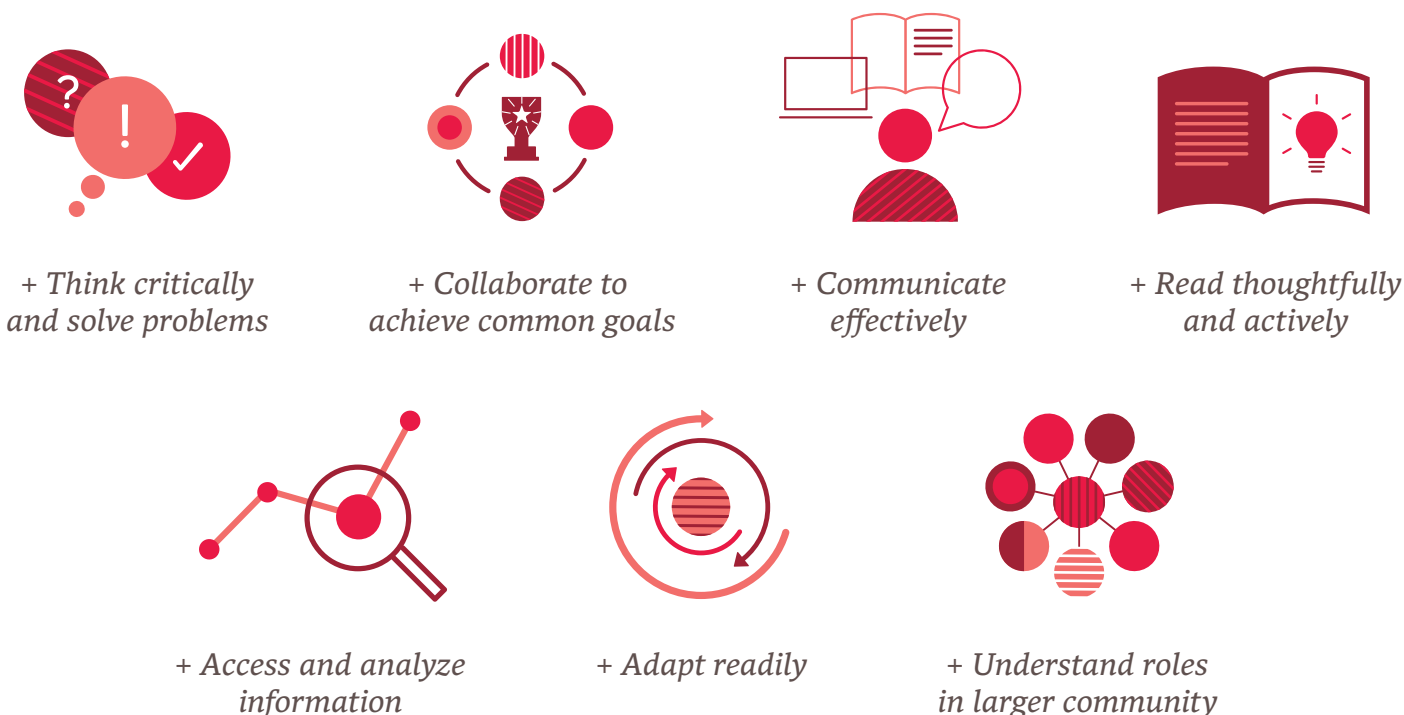 ?
!
+ Think critically
and solve problems
+ Collaborate to
achieve common goals
+ Communicate
effectively
+ Read thoughtfully
and actively
+ Access and analyze
information
+ Adapt readily
+ Understand roles
in larger community